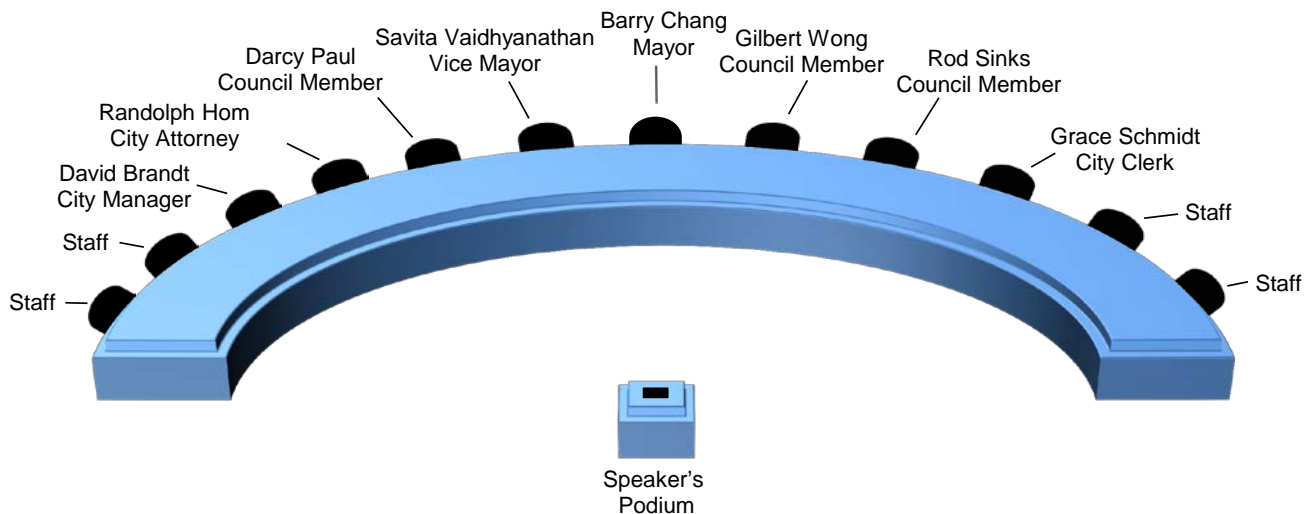 Barry Chang
Mayor
Savita Vaidhyanathan
Vice Mayor
Gilbert Wong
Council Member
Darcy Paul
Council Member
Rod Sinks
Council Member
Randolph Hom
City Attorney
Grace Schmidt
City Clerk
David Brandt
City Manager
Staff
Staff
Staff
Staff
Speaker’s
Podium